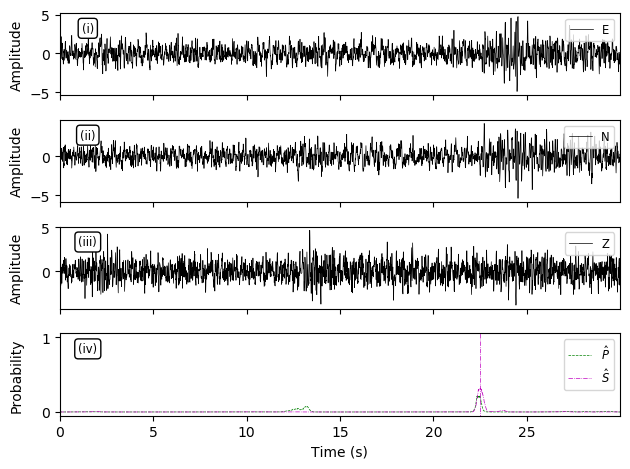 5
0
−5
Amplitude
(i)
E
0
−5
Amplitude
(ii)
N
5
0
Amplitude
(iii)
Z
1
0
Probability
(iv)
P̂
Ŝ
0 5 10 15 20 25
Time (s)